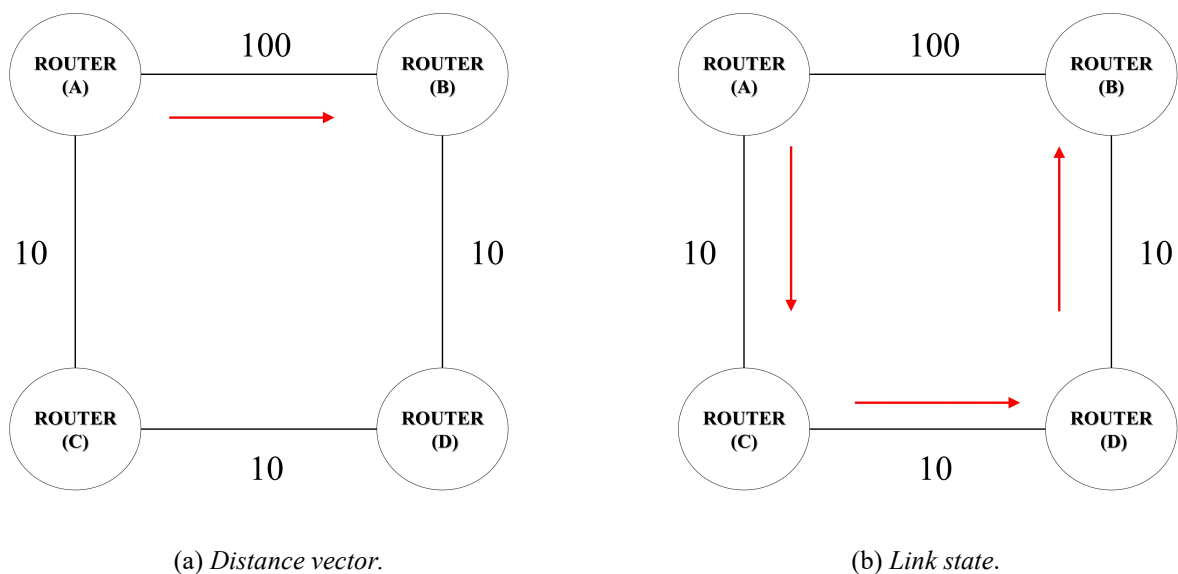 100
ROUTER
(A)
ROUTER
(B)
10
10
ROUTER
(C)
ROUTER
(D)
10
(a) Distance vector.
100
ROUTER
(A)
ROUTER
(B)
10
10
ROUTER
(C)
ROUTER
(D)
10
(b) Link state.